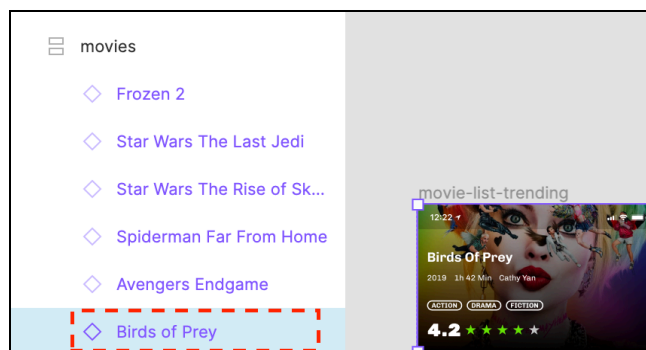 movies
Frozen 2
Star Wars The Last Jedi
Star Wars The Rise of Sk...
Spiderman Far From Home
Avengers Endgame
Birds of Prey
movie-list-trending
12:22
Birds Of Prey
2019 1h 42 Min Cathy Yan
ACTION DRAMA FICTION
4.2